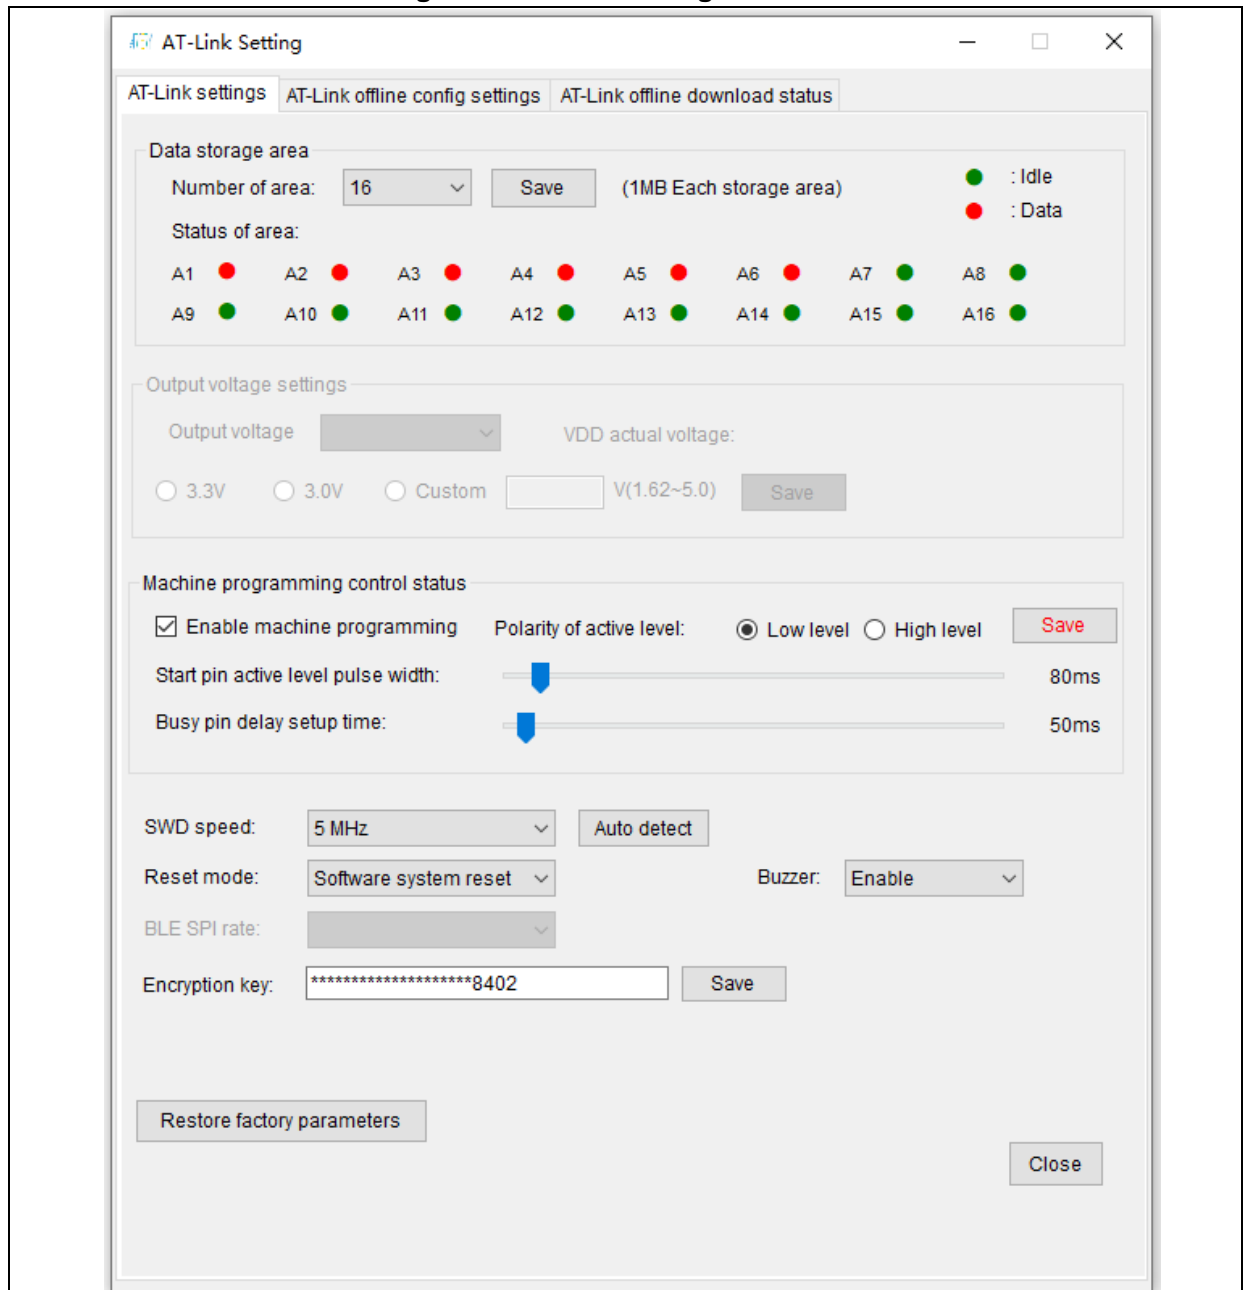 AT-Link Setting
AT-Link settings AT-Link offline config settings AT-Link offline download status
Data storage area
Number of area: 16 Save (1MB Each storage area) : Idle
: Data
Status of area:
A1 A2 A3 A4 A5 A6 A7 A8
A9 A10 A11 A12 A13 A14 A15 A16
Output voltage settings
Output voltage VDD actual voltage:
3.3V 3.0V Custom V(1.62~5.0) Save
Machine programming control status
Enable machine programming Polarity of active level: Low level High level Save
Start pin active level pulse width: 80ms
Busy pin delay setup time: 50ms
SWD speed: 5 MHz Auto detect
Reset mode: Software system reset Buzzer: Enable
BLE SPI rate:
Encryption key: ********************8402 Save
Restore factory parameters
Close